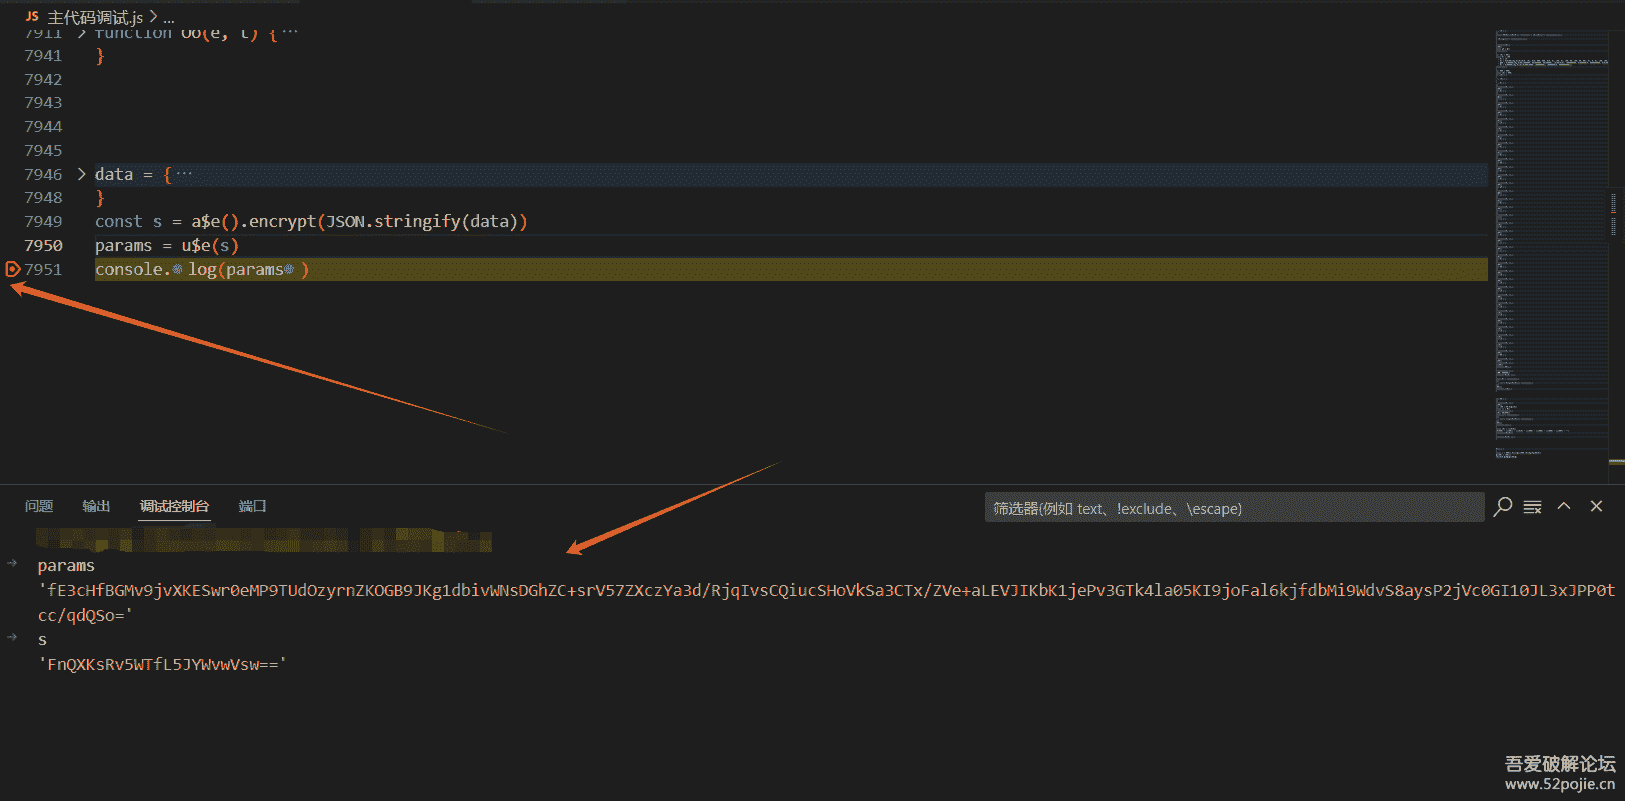 JS 主代码调试.js > ...
7911 > function Oo(e, t) {...
7941 }
7942
7943
7944
7945
7946 > data = {...
7948 }
7949 const s = a$e().encrypt(JSON.stringify(data))
7950 params = u$e(s)
7951 console.log(params)
问题 输出 调试控制台 端口 筛选器(例如 text、!exclude、\escape)
params
'fE3cHfBGMv9jvXKESwr0eMP9TUdOzyrnZKOGB9JKg1dbivWNsDGhZC+srV57ZXczYa3d/RjqIvsCQiucSHoVkSa3CTx/ZVe+aLEVJIKbK1jePv3GTk4la05KI9joFal6kjfdbMi9WdvS8aysP2jVc0GI10JL3xJPP0t
cc/qdQSo='
s
'FnQXKsRv5WTfL5JYWvwVsw=='
吾爱破解论坛
www.52pojie.cn